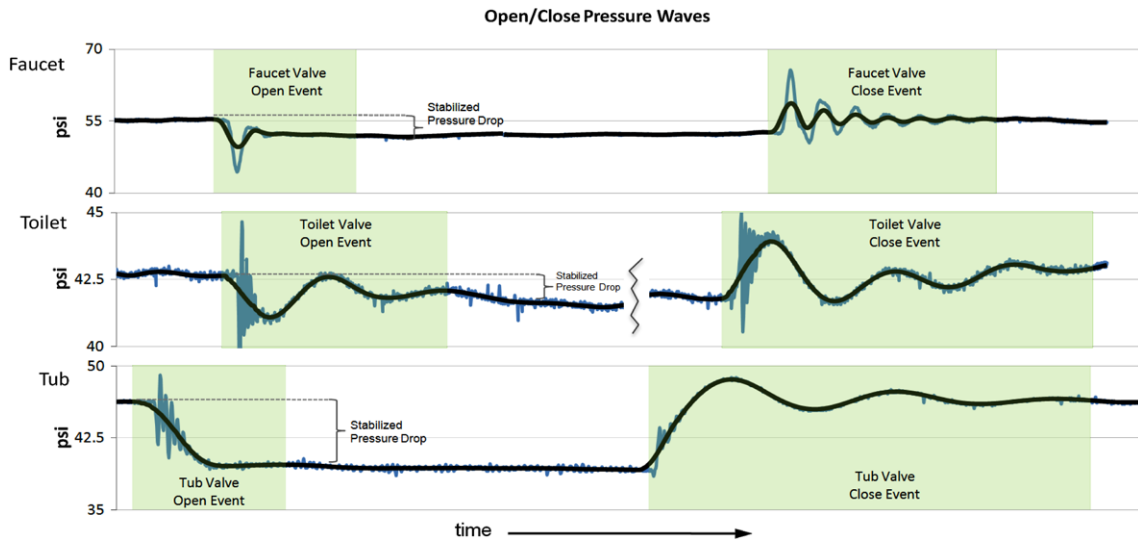 Open/Close Pressure Waves
Faucet
psi
70
55
40
Faucet Valve
Open Event
Stabilized
Pressure Drop
Faucet Valve
Close Event
Toilet
psi
45
42.5
40
Toilet Valve
Open Event
Stabilized
Pressure Drop
Toilet Valve
Close Event
Tub
psi
50
42.5
35
Tub Valve
Open Event
Stabilized
Pressure Drop
Tub Valve
Close Event
time